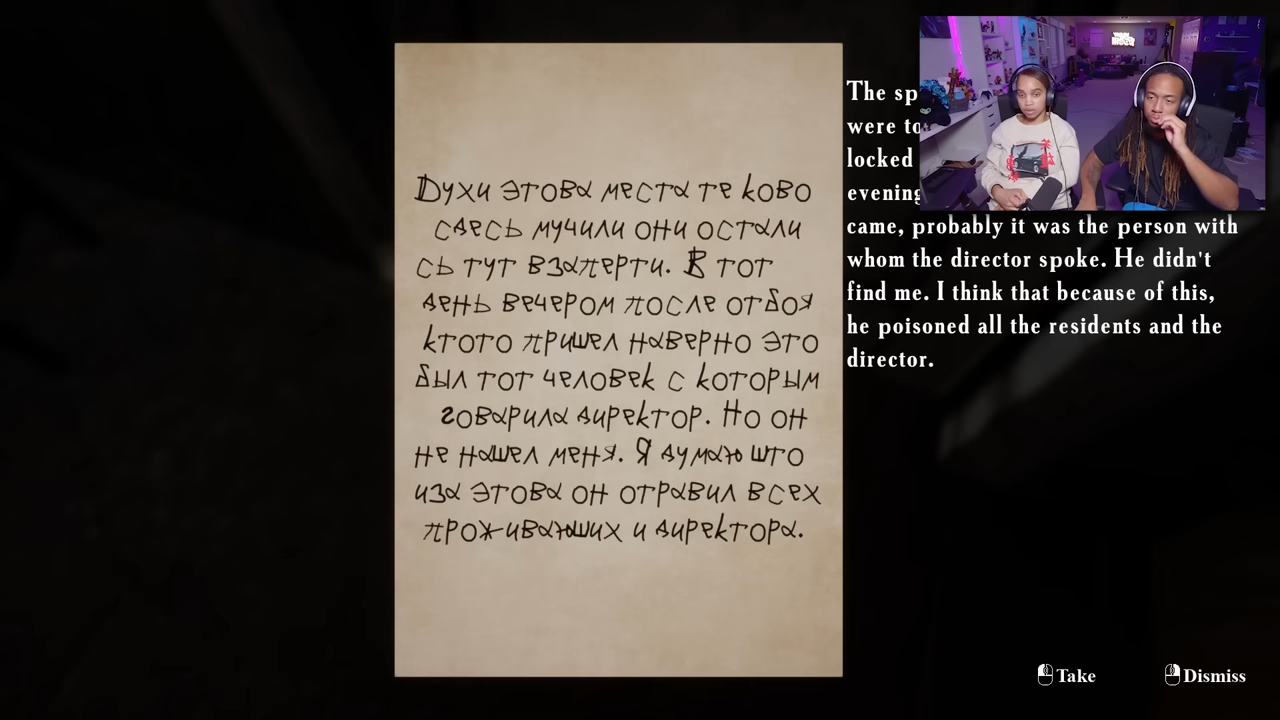 Духи этова места те ково
сдесь мучили они остали
сь тут взаперти. В тот
день вечером после отбоя
ктото пришел наверно это
был тот человек с которым
говарила директор. Но он
не нашел меня. Я думаю што
иза этова он отравил всех
проживаюших и директора.
The sp
were to
locked
evening
came, probably it was the person with
whom the director spoke. He didn't
find me. I think that because of this,
he poisoned all the residents and the
director.
Take
Dismiss